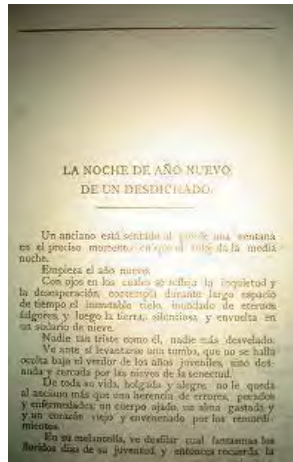 LA NOCHE DE AÑO NUEVO
DE UN DESDICHADO.
Un anciano está sentado al pie de una ventana
en el preciso momento en que el reloj da la media
noche.
Empieza el año nuevo.
Con ojos en los cuales se refleja la inquietud y
la desesperación, contempla durante largo espacio
de tiempo el inmutable cielo, inundado de eternos
fulgores, y luego la tierra, silenciosa y envuelta en
un sudario de nieve.
Nadie tan triste como él, nadie más desvelado.
Ve ante sí levantarse una tumba, que no se halla
oculta bajo el verdor de los años juveniles, sino des-
nuda y cercada por las nieves de la senectud.
De toda su vida, holgada y alegre, no le queda
al anciano más que una herencia de errores, pecados
y enfermedades, un cuerpo ajado, un alma gastada y
y un corazón viejo y envenenado por los remordi-
mientos.
En su melancolía, ve desfilar cual fantasmas los
floridos días de su juventud, y entonces recuerda la